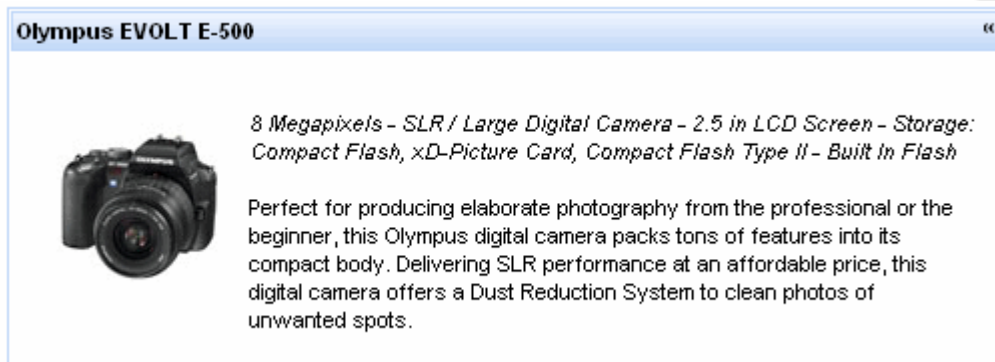 Olympus EVOLT E-500 «
OLYMPUS
8 Megapixels - SLR / Large Digital Camera - 2.5 in LCD Screen - Storage:
Compact Flash, xD-Picture Card, Compact Flash Type II - Built In Flash
Perfect for producing elaborate photography from the professional or the
beginner, this Olympus digital camera packs tons of features into its
compact body. Delivering SLR performance at an affordable price, this
digital camera offers a Dust Reduction System to clean photos of
unwanted spots.